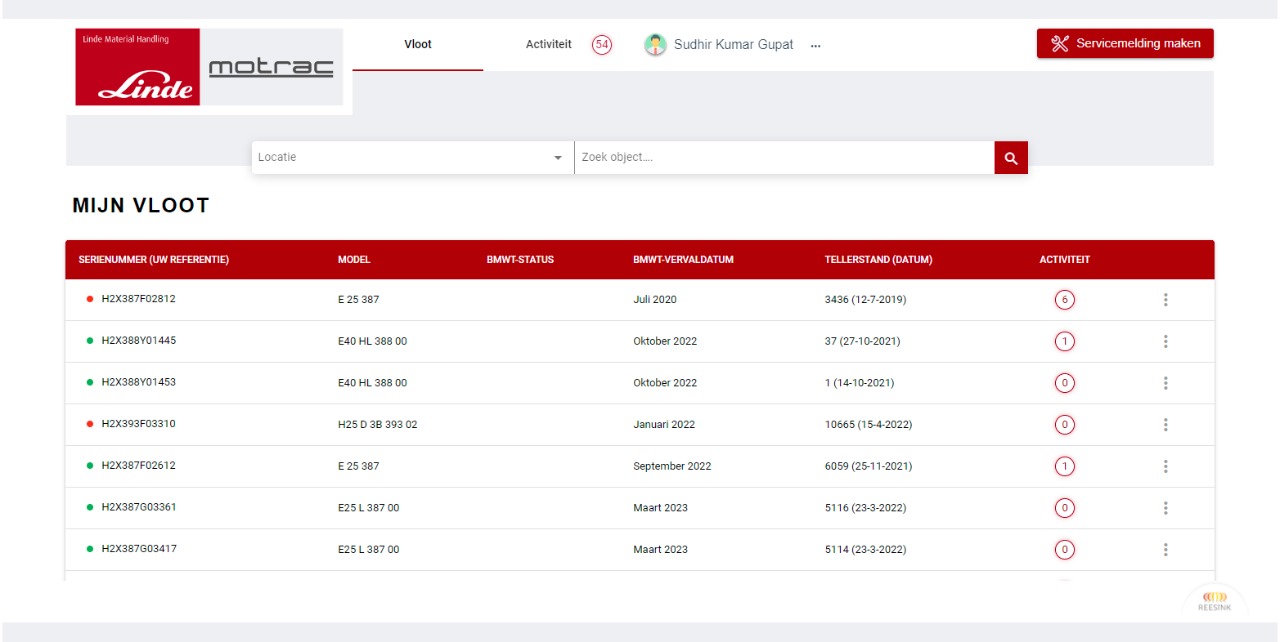 Linde Material Handling
Linde
motrac
Vloot
Activiteit 54
Sudhir Kumar Gupat ...
Servicemelding maken
Locatie
Zoek object....
MIJN VLOOT
SERIENUMMER (UW REFERENTIE) MODEL BMWT-STATUS BMWT-VERVALDATUM TELLERSTAND (DATUM) ACTIVITEIT
H2X387F02812 E 25 387 Juli 2020 3436 (12-7-2019) 6
H2X388Y01445 E40 HL 388 00 Oktober 2022 37 (27-10-2021) 1
H2X388Y01453 E40 HL 388 00 Oktober 2022 1 (14-10-2021) 0
H2X393F03310 H25 D 3B 393 02 Januari 2022 10665 (15-4-2022) 0
H2X387F02612 E 25 387 September 2022 6059 (25-11-2021) 1
H2X387G03361 E25 L 387 00 Maart 2023 5116 (23-3-2022) 0
H2X387G03417 E25 L 387 00 Maart 2023 5114 (23-3-2022) 0
REESINK